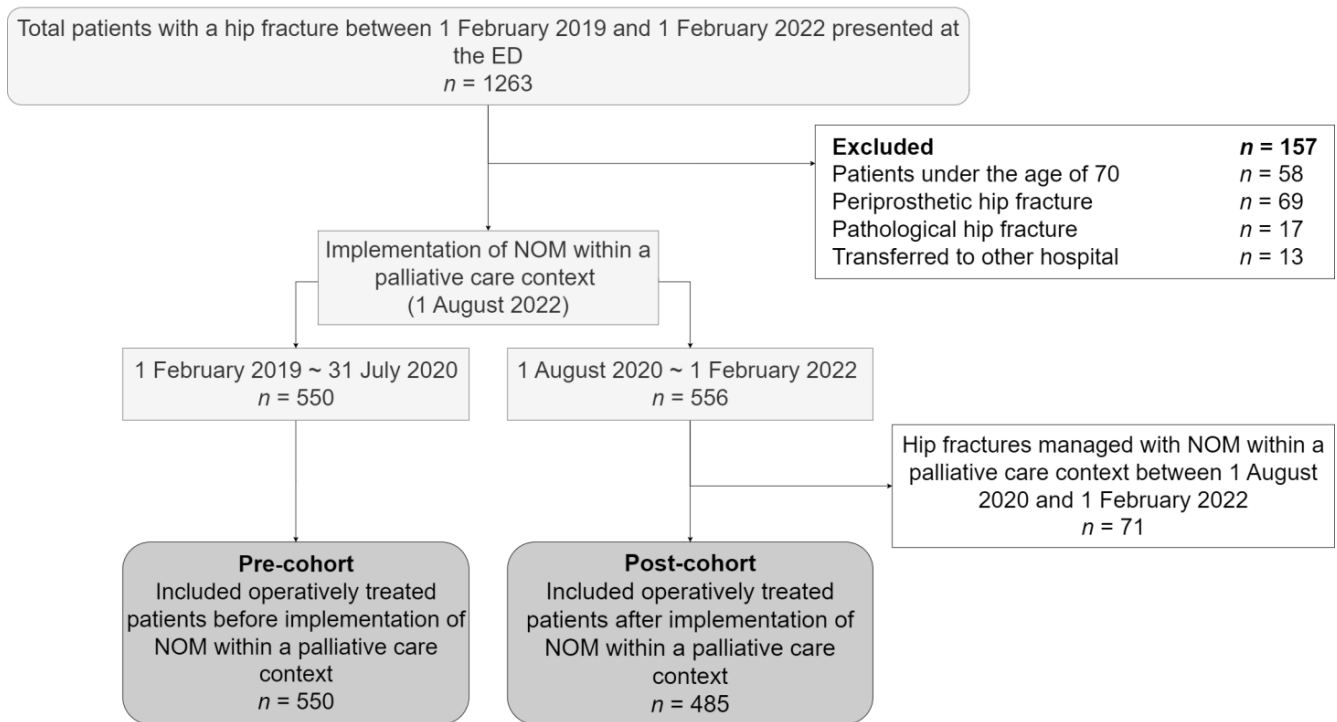 Total patients with a hip fracture between 1 February 2019 and 1 February 2022 presented at
the ED
n = 1263
Excluded n = 157
Patients under the age of 70 n = 58
Periprosthetic hip fracture n = 69
Pathological hip fracture n = 17
Transferred to other hospital n = 13
Implementation of NOM within a
palliative care context
(1 August 2022)
1 February 2019 ~ 31 July 2020
n = 550
1 August 2020 ~ 1 February 2022
n = 556
Hip fractures managed with NOM within a
palliative care context between 1 August
2020 and 1 February 2022
n = 71
Pre-cohort
Included operatively treated
patients before implementation of
NOM within a palliative care
context
n = 550
Post-cohort
Included operatively treated
patients after implementation of
NOM within a palliative care
context
n = 485